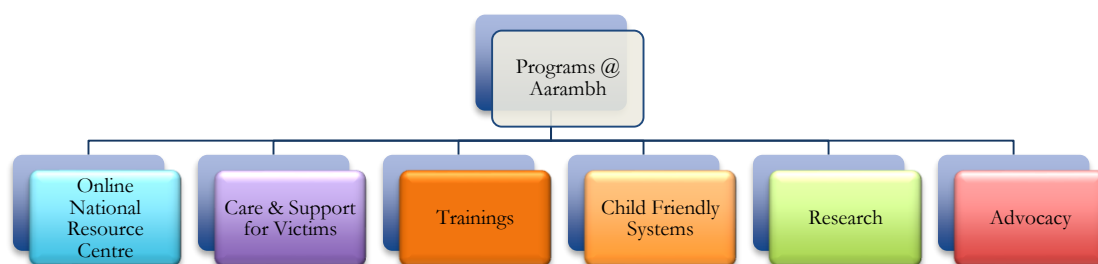 Programs @
Aarambh
Online
National
Resource
Centre
Care & Support
for Victims
Trainings
Child Friendly
Systems
Research
Advocacy